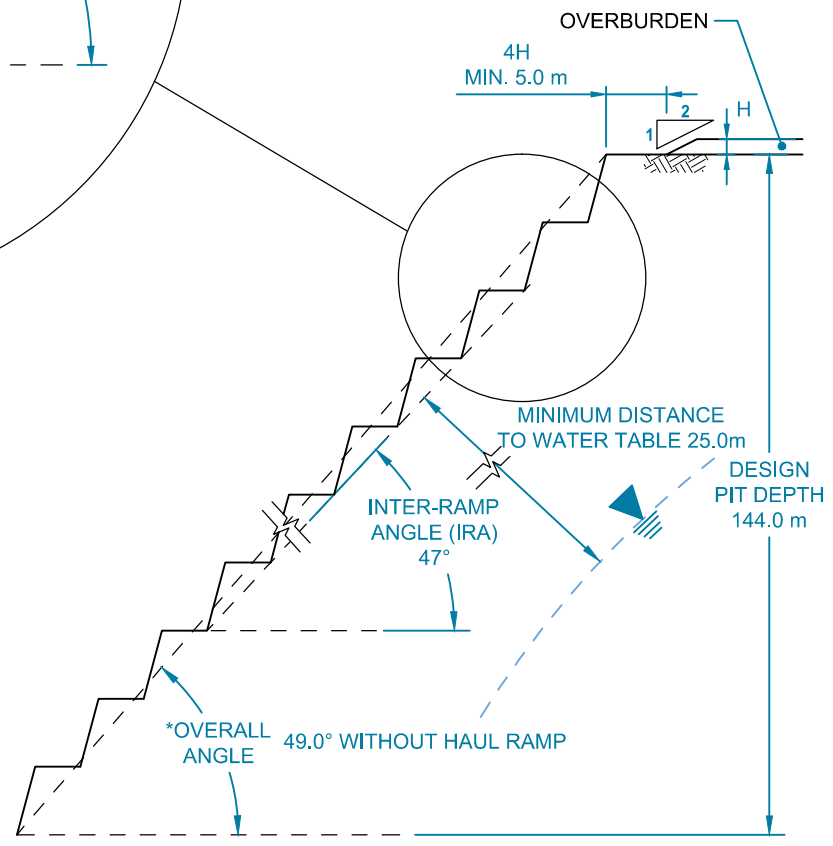 OVERBURDEN
4H
MIN. 5.0 m
2
1
H
MINIMUM DISTANCE
TO WATER TABLE 25.0m
DESIGN
PIT DEPTH
144.0 m
INTER-RAMP
ANGLE (IRA)
47°
*OVERALL
ANGLE
49.0° WITHOUT HAUL RAMP